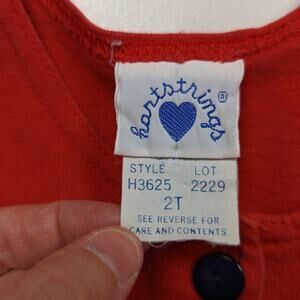 hartstrings ®
STYLE LOT
H3625 2229
2T
SEE REVERSE FOR
CARE AND CONTENTS